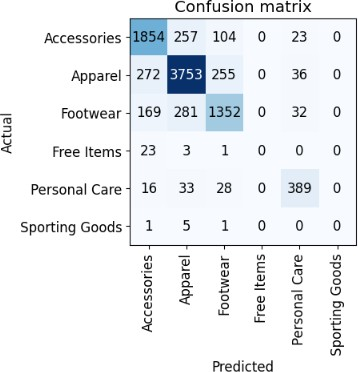 Confusion matrix
Actual
Accessories 1854 257 104 0 23 0
Apparel 272 3753 255 0 36 0
Footwear 169 281 1352 0 32 0
Free Items 23 3 1 0 0 0
Personal Care 16 33 28 0 389 0
Sporting Goods 1 5 1 0 0 0
Accessories
Apparel
Footwear
Free Items
Personal Care
Sporting Goods
Predicted